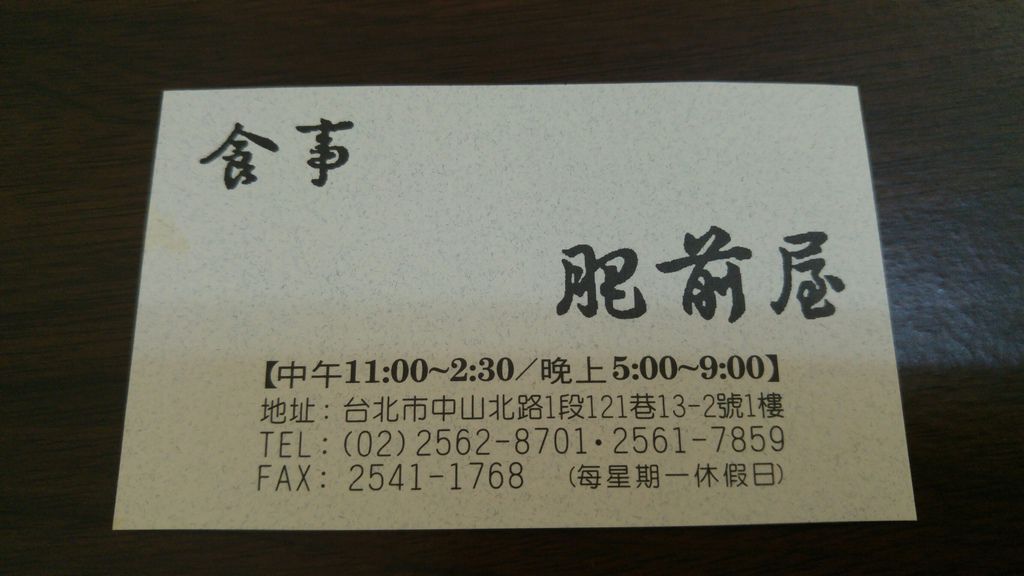 食事
肥前屋
【中午11:00~2:30/晚上5:00~9:00】
地址:台北市中山北路1段121巷13-2號1樓
TEL:(02)2562-8701•2561-7859
FAX: 2541-1768 (每星期一休假日)